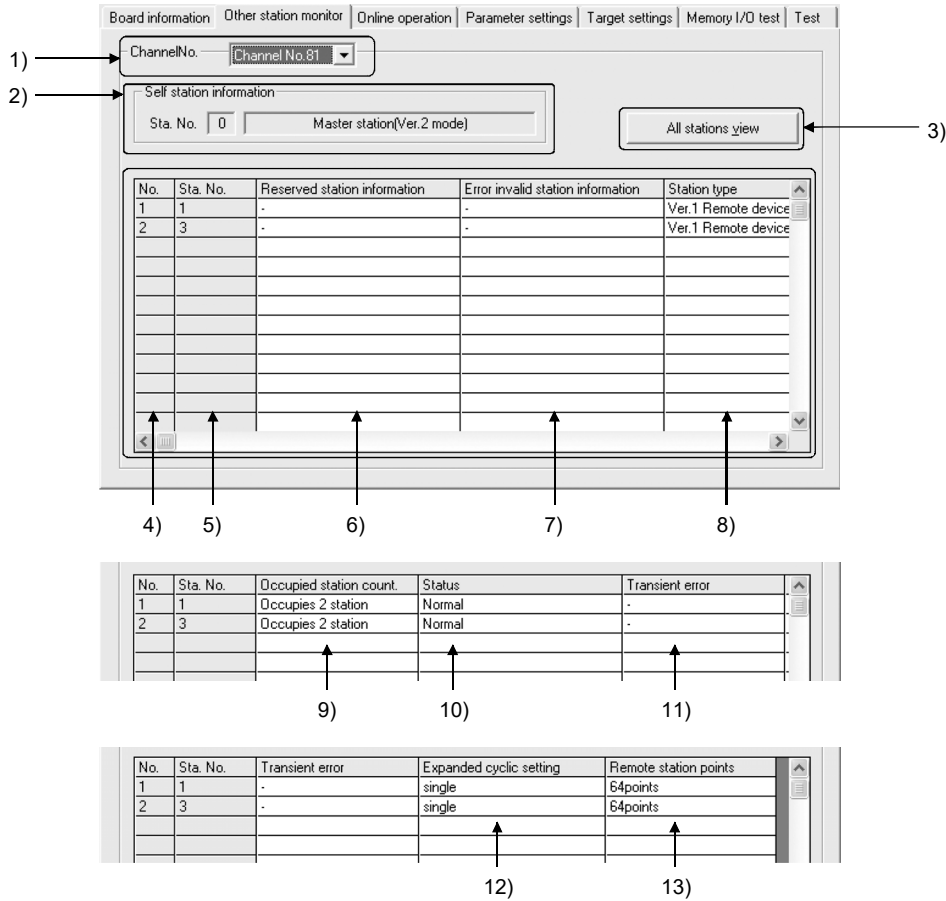 Board information Other station monitor Online operation Parameter settings Target settings Memory I/O test Test
1) ChannelNo. Channel No.81
2) Self station information
Sta. No. 0 Master station(Ver.2 mode) All stations view 3)
No. Sta. No. Reserved station information Error invalid station information Station type
1 1 - - Ver.1 Remote device
2 3 - - Ver.1 Remote device
4) 5) 6) 7) 8)
No. Sta. No. Occupied station count. Status Transient error
1 1 Occupies 2 station Normal -
2 3 Occupies 2 station Normal -
9) 10) 11)
No. Sta. No. Transient error Expanded cyclic setting Remote station points
1 1 - single 64points
2 3 - single 64points
12) 13)